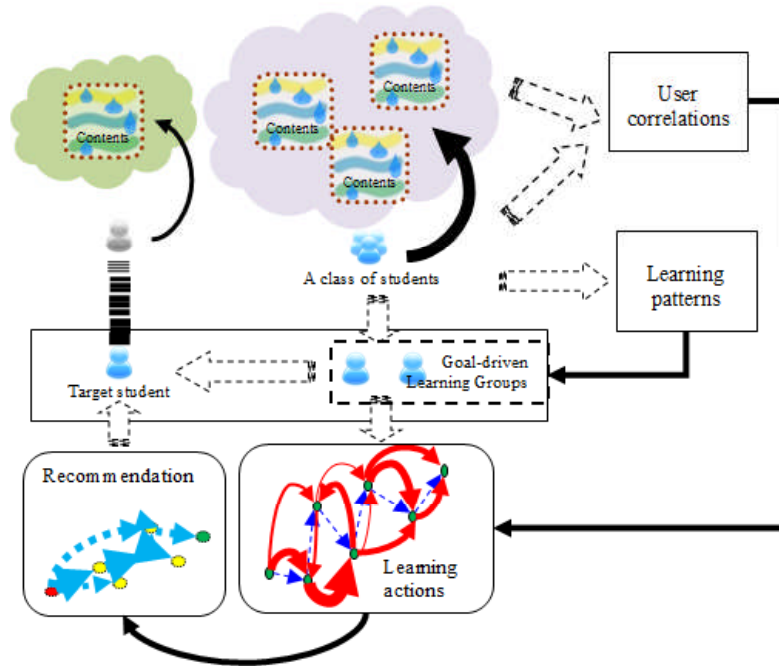 Contents
Contents
Contents
Contents
User
correlations
A class of students
Learning
patterns
Goal-driven
Learning Groups
Target student
Recommendation
Learning
actions